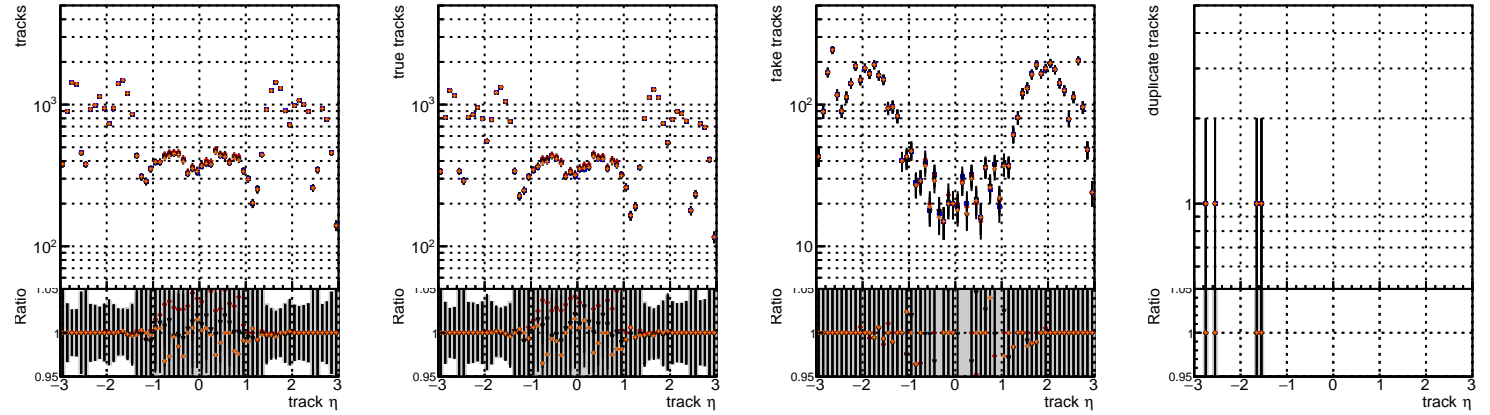 tracks
10³
10²
Ratio
1.05
1
0.95
−3 −2 −1 0 1 2 3
track η
true tracks
10³
10²
Ratio
1.05
1
0.95
−3 −2 −1 0 1 2 3
track η
fake tracks
10²
10
Ratio
1.05
1
0.95
−3 −2 −1 0 1 2 3
track η
duplicate tracks
1
Ratio
1.05
1
0.95
−3 −2 −1 0 1 2 3
track η